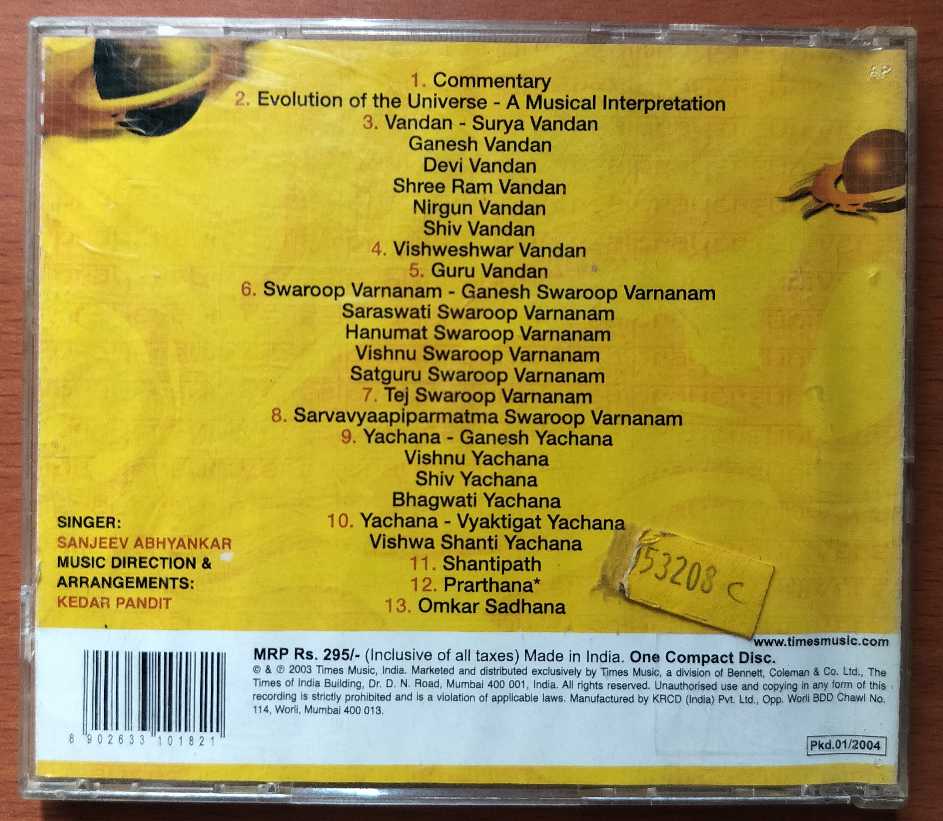 1. Commentary
2. Evolution of the Universe - A Musical Interpretation
3. Vandan - Surya Vandan
Ganesh Vandan
Devi Vandan
Shree Ram Vandan
Nirgun Vandan
Shiv Vandan
4. Vishweshwar Vandan
5. Guru Vandan
6. Swaroop Varnanam - Ganesh Swaroop Varnanam
Saraswati Swaroop Varnanam
Hanumat Swaroop Varnanam
Vishnu Swaroop Varnanam
Satguru Swaroop Varnanam
7. Tej Swaroop Varnanam
8. Sarvavyaapiparmatma Swaroop Varnanam
9. Yachana - Ganesh Yachana
Vishnu Yachana
Shiv Yachana
Bhagwati Yachana
10. Yachana - Vyaktigat Yachana
Vishwa Shanti Yachana
11. Shantipath
12. Prarthana*
13. Omkar Sadhana
SINGER:
SANJEEV ABHYANKAR
MUSIC DIRECTION &
ARRANGEMENTS:
KEDAR PANDIT
153208 C
www.timesmusic.com
MRP Rs. 295/- (Inclusive of all taxes) Made in India. One Compact Disc.
© & ℗ 2003 Times Music, India. Marketed and distributed exclusively by Times Music, a division of Bennett, Coleman & Co. Ltd., The
Times of India Building, Dr. D. N. Road, Mumbai 400 001, India. All rights reserved. Unauthorised use and copying in any form of this
recording is strictly prohibited and is a violation of applicable laws. Manufactured by KRCD (India) Pvt. Ltd., Opp. Worli BDD Chawl No.
114, Worli, Mumbai 400 013.
8 902633 101821
Pkd.01/2004